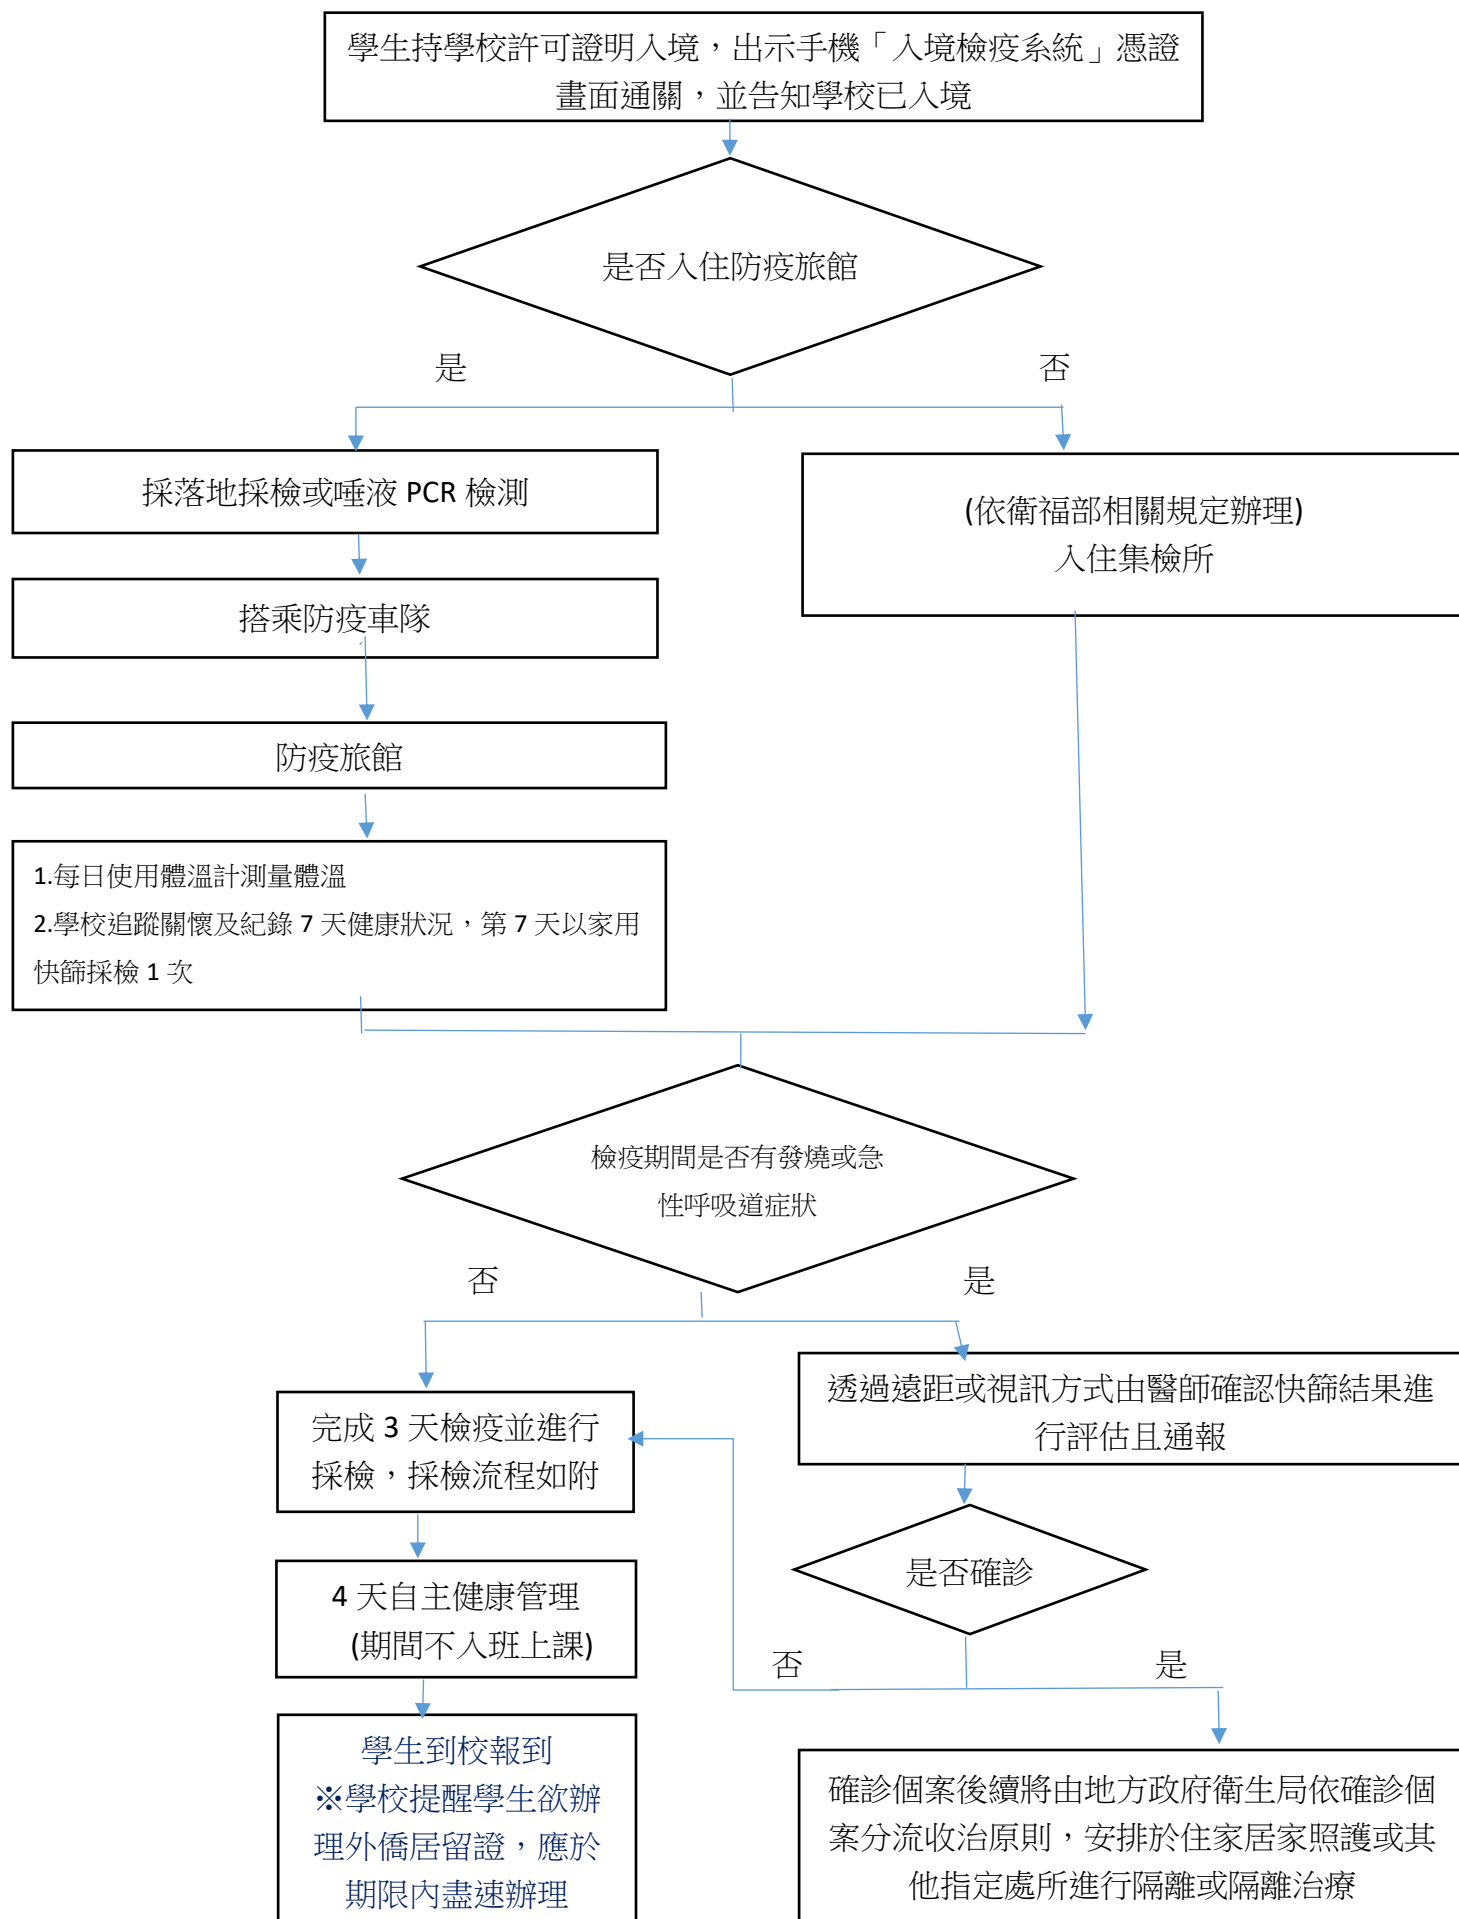 學生持學校許可證明入境，出示手機「入境檢疫系統」憑證
畫面通關，並告知學校已入境
是否入住防疫旅館
是
否
採落地採檢或唾液 PCR 檢測
(依衛福部相關規定辦理)
入住集檢所
搭乘防疫車隊
防疫旅館
1.每日使用體溫計測量體溫
2.學校追蹤關懷及紀錄 7 天健康狀況，第 7 天以家用
快篩採檢 1 次
檢疫期間是否有發燒或急
性呼吸道症狀
否
是
透過遠距或視訊方式由醫師確認快篩結果進
行評估且通報
完成 3 天檢疫並進行
採檢，採檢流程如附
是否確診
4 天自主健康管理
(期間不入班上課)
否
是
學生到校報到
※學校提醒學生欲辦
理外僑居留證，應於
期限內盡速辦理
確診個案後續將由地方政府衛生局依確診個
案分流收治原則，安排於住家居家照護或其
他指定處所進行隔離或隔離治療